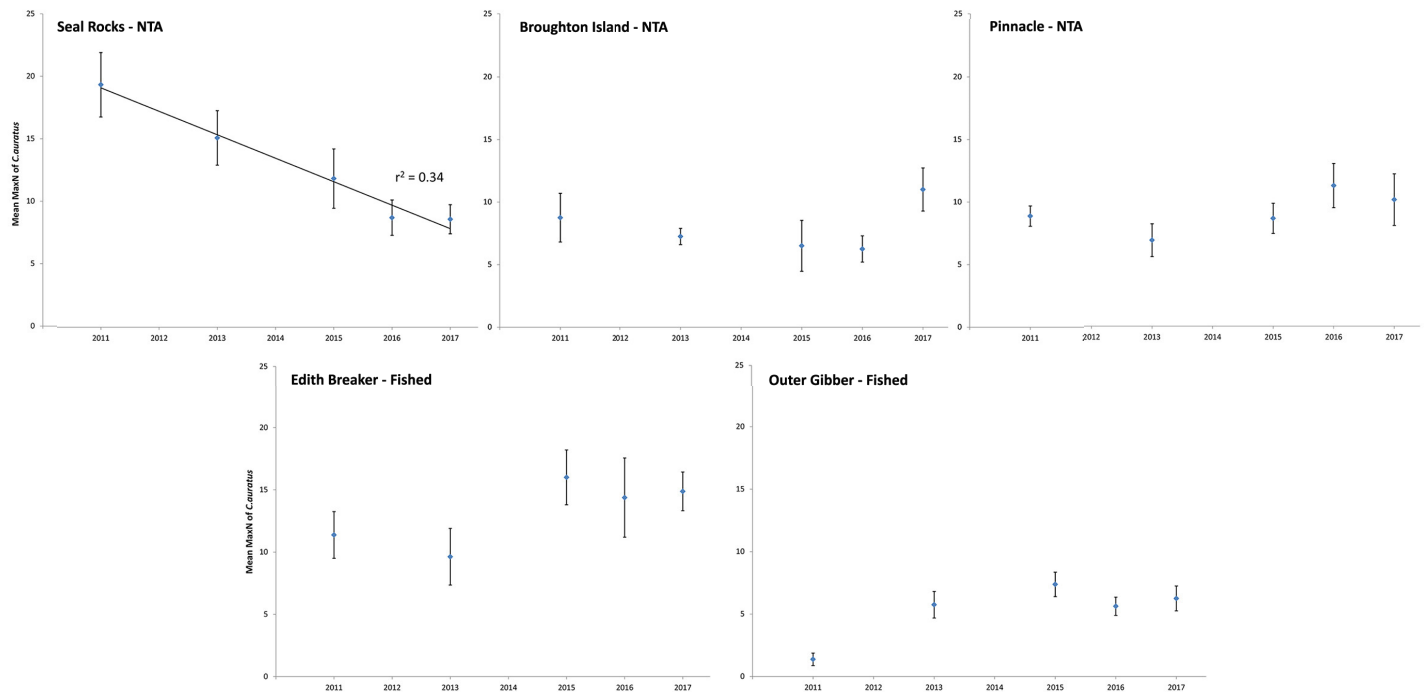 Seal Rocks - NTA
Mean MaxN of C.auratus
25
20
15
10
5
0
r² = 0.34
2011 2012 2013 2014 2015 2016 2017
Broughton Island - NTA
25
20
15
10
5
0
2011 2012 2013 2014 2015 2016 2017
Pinnacle - NTA
25
20
15
10
5
0
2011 2012 2013 2014 2015 2016 2017
Edith Breaker - Fished
Mean MaxN of C.auratus
25
20
15
10
5
0
2011 2012 2013 2014 2015 2016 2017
Outer Gibber - Fished
25
20
15
10
5
0
2011 2012 2013 2014 2015 2016 2017